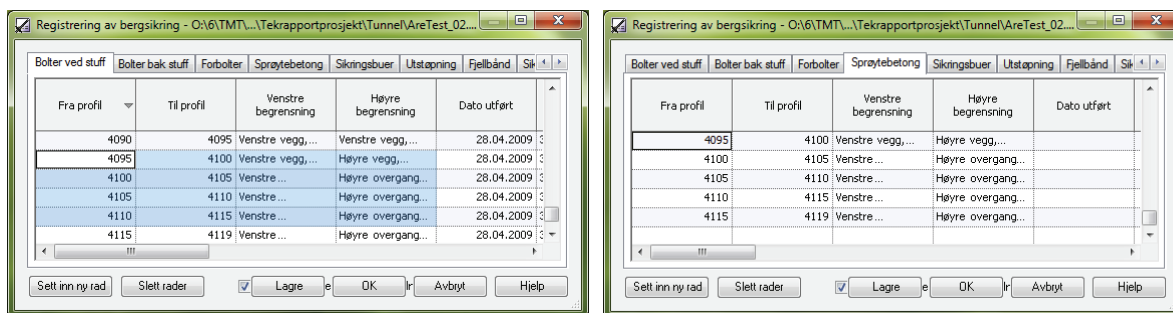 Registrering av bergsikring - O:\6\TMT\...\Tekrapportprosjekt\Tunnel\AreTest_02....
Bolter ved stuff Bolter bak stuff Forbolter Sprøytebetong Sikringsbuer Utstøpning Fjellbånd
Fra profil Til profil Venstre begrensning Høyre begrensning Dato utført
4090 4095 Venstre vegg,... Venstre vegg,... 28.04.2009
4095 4100 Venstre vegg,... Høyre vegg,... 28.04.2009
4100 4105 Venstre... Høyre overgang... 28.04.2009
4105 4110 Venstre... Høyre overgang... 28.04.2009
4110 4115 Venstre... Høyre overgang... 28.04.2009
4115 4119 Venstre... Høyre overgang... 28.04.2009
Sett inn ny rad Slett rader Lagre OK Avbryt Hjelp
Registrering av bergsikring - O:\6\TMT\...\Tekrapportprosjekt\Tunnel\AreTest_02....
Bolter ved stuff Bolter bak stuff Forbolter Sprøytebetong Sikringsbuer Utstøpning Fjellbånd
Fra profil Til profil Venstre begrensning Høyre begrensning Dato utført
4095 4100 Venstre vegg,... Høyre vegg,...
4100 4105 Venstre... Høyre overgang...
4105 4110 Venstre... Høyre overgang...
4110 4115 Venstre... Høyre overgang...
4115 4119 Venstre... Høyre overgang...
Sett inn ny rad Slett rader Lagre OK Avbryt Hjelp